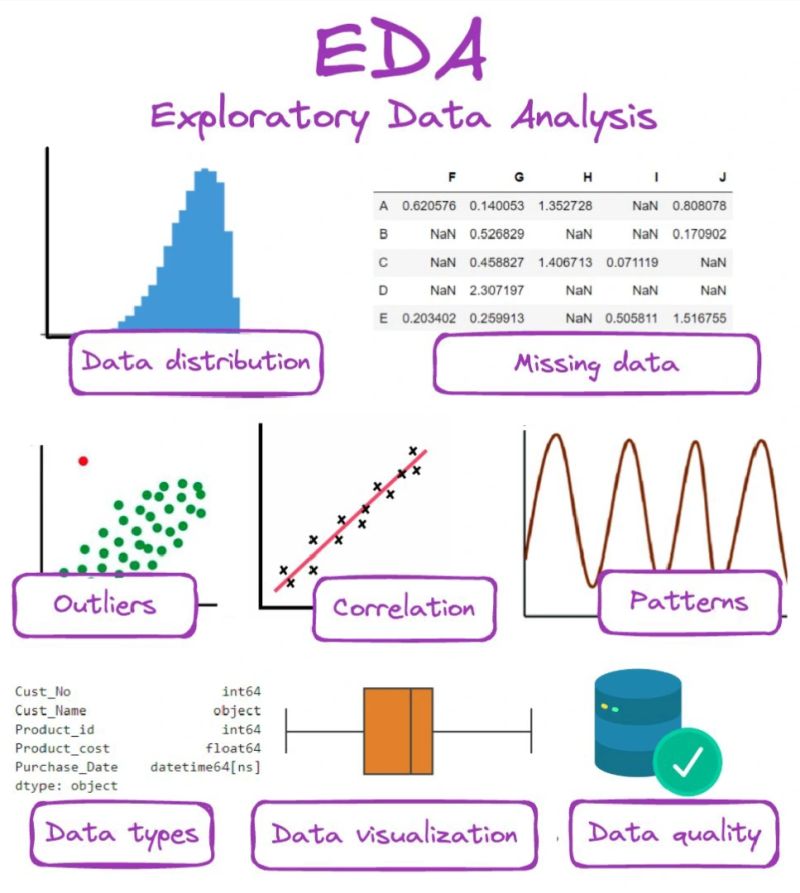 EDA
Exploratory Data Analysis
F G H I J
A 0.620576 0.140053 1.352728 NaN 0.808078
B NaN 0.526829 NaN NaN 0.170902
C NaN 0.458827 1.406713 0.071119 NaN
D NaN 2.307197 NaN NaN NaN
E 0.203402 0.259913 NaN 0.505811 1.516755
Data distribution
Missing data
Outliers
Correlation
Patterns
Cust_No int64
Cust_Name object
Product_id int64
Product_cost float64
Purchase_Date datetime64[ns]
dtype: object
Data types
Data visualization
Data quality